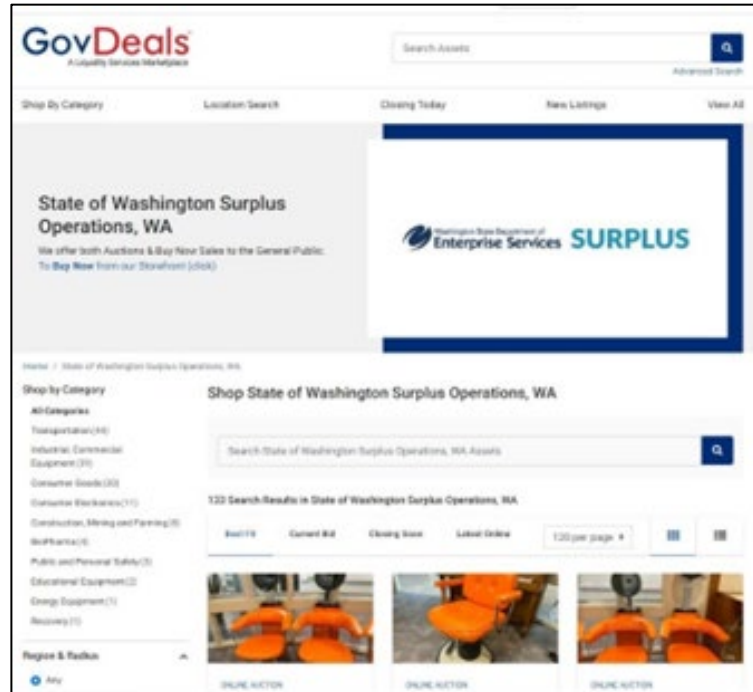 GovDeals
A Liquidity Services Marketplace
Search Assets
Advanced Search
Shop By Category
Location Search
Closing Today
New Listings
View All
State of Washington Surplus
Operations, WA
We offer both Auctions & Buy Now Sales to the General Public.
To Buy Now from our Storefront (click)
Washington State Department of
Enterprise Services SURPLUS
Home / State of Washington Surplus Operations, WA
Shop by Category
All Categories
Transportation (44)
Industrial, Commercial
Equipment
Consumer Goods (20)
Consumer Electronics (11)
Construction, Mining and Farming (8)
BioPharma (4)
Public and Personal Safety
Educational Equipment (2)
Energy Equipment (1)
Recovery (1)
Region & Radius
Any
Shop State of Washington Surplus Operations, WA
Search State of Washington Surplus Operations, WA Assets
Search Results in State of Washington Surplus Operations, WA
Best Fit
Current Bid
Closing Soon
Latest Online
120 per page
ONLINE AUCTION
ONLINE AUCTION
ONLINE AUCTION